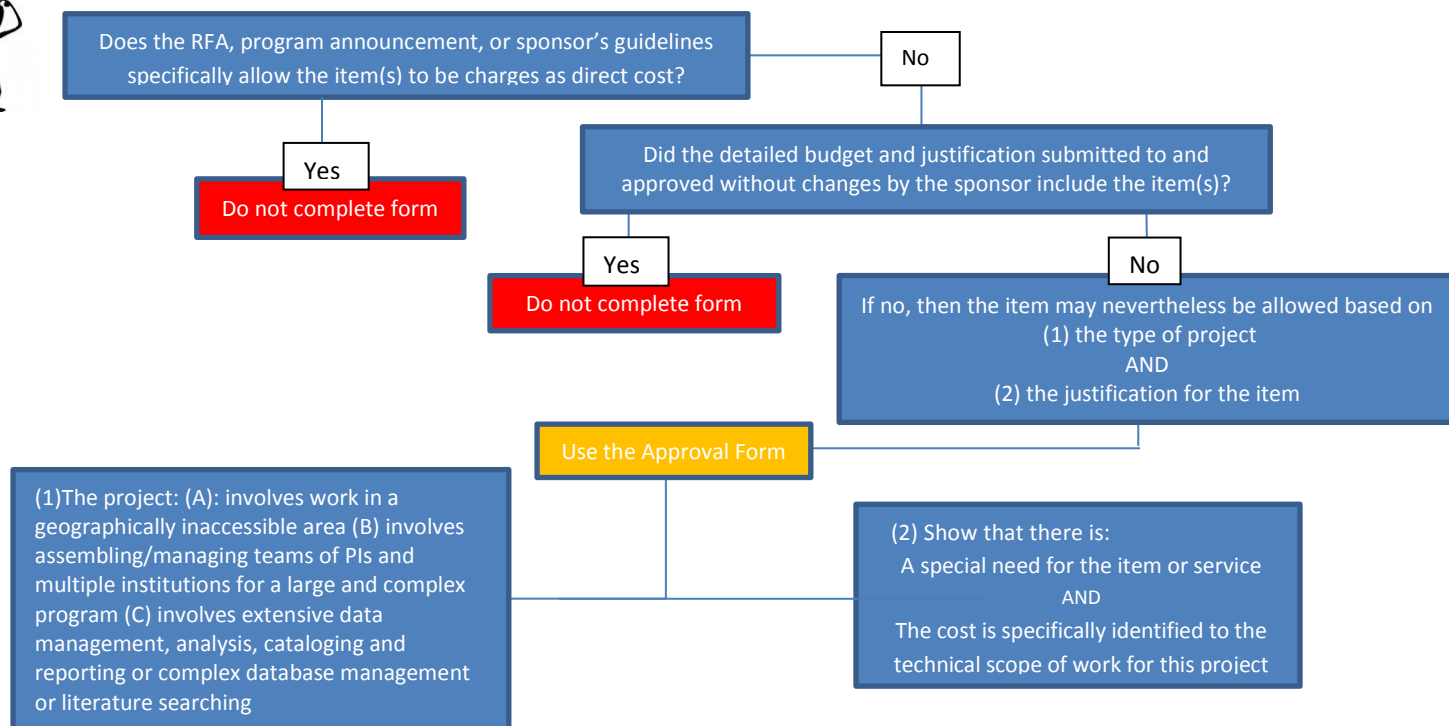 Does the RFA, program announcement, or sponsor's guidelines
specifically allow the item(s) to be charges as direct cost?
No
Yes
Do not complete form
Did the detailed budget and justification submitted to and
approved without changes by the sponsor include the item(s)?
Yes
Do not complete form
No
If no, then the item may nevertheless be allowed based on
(1) the type of project
AND
(2) the justification for the item
Use the Approval Form
(1)The project: (A): involves work in a
geographically inaccessible area (B) involves
assembling/managing teams of PIs and
multiple institutions for a large and complex
program (C) involves extensive data
management, analysis, cataloging and
reporting or complex database management
or literature searching
(2) Show that there is:
A special need for the item or service
AND
The cost is specifically identified to the
technical scope of work for this project